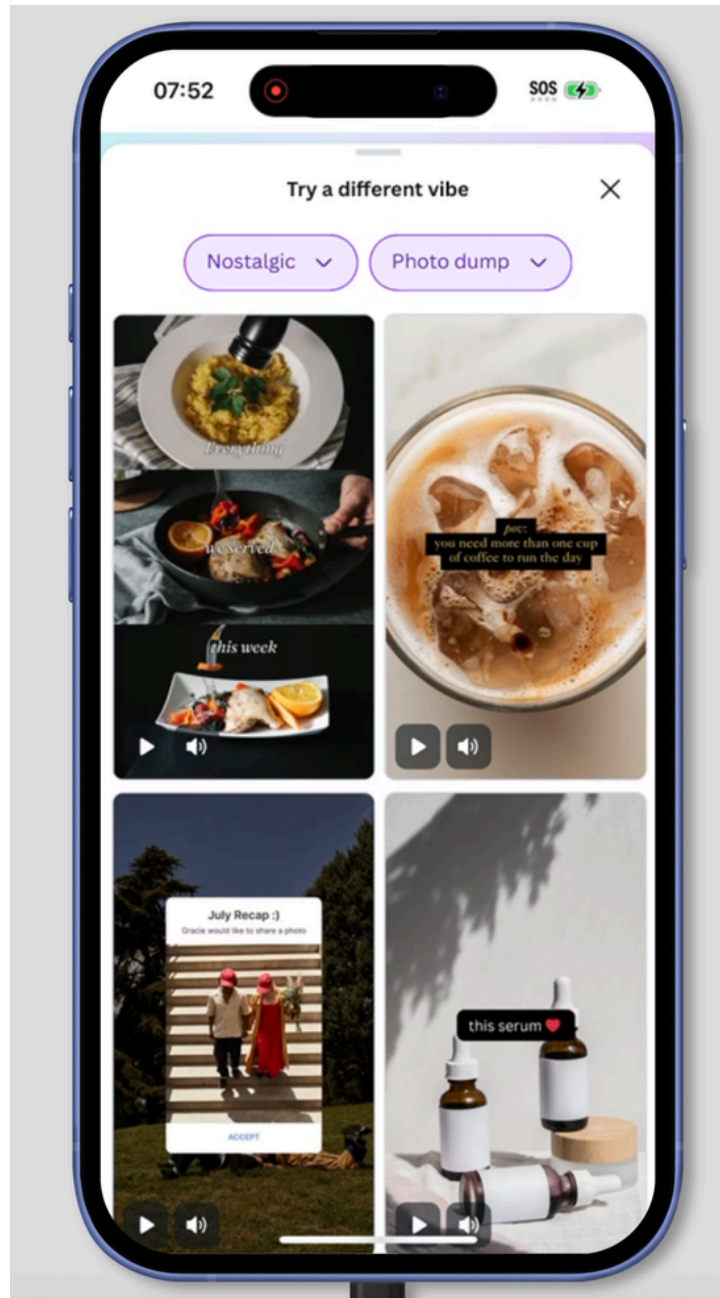 07:52
SOS
Try a different vibe
Nostalgic
Photo dump
Everything
we served
this week
pov:
you need more than one cup
of coffee to run the day
July Recap :)
Gracie would like to share a photo
ACCEPT
this serum ❤️